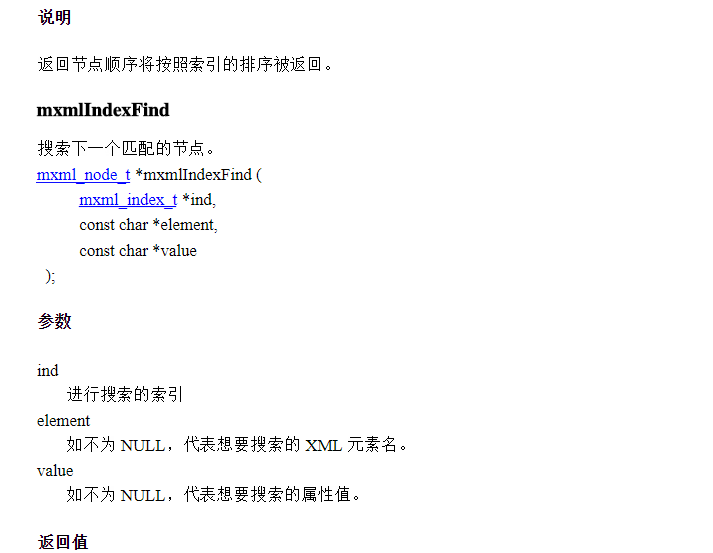 说明
返回节点顺序将按照索引的排序被返回。
mxmlIndexFind
搜索下一个匹配的节点。
mxml_node_t *mxmlIndexFind (
mxml_index_t *ind,
const char *element,
const char *value
);
参数
ind
进行搜索的索引
element
如不为 NULL，代表想要搜索的 XML 元素名。
value
如不为 NULL，代表想要搜索的属性值。
返回值